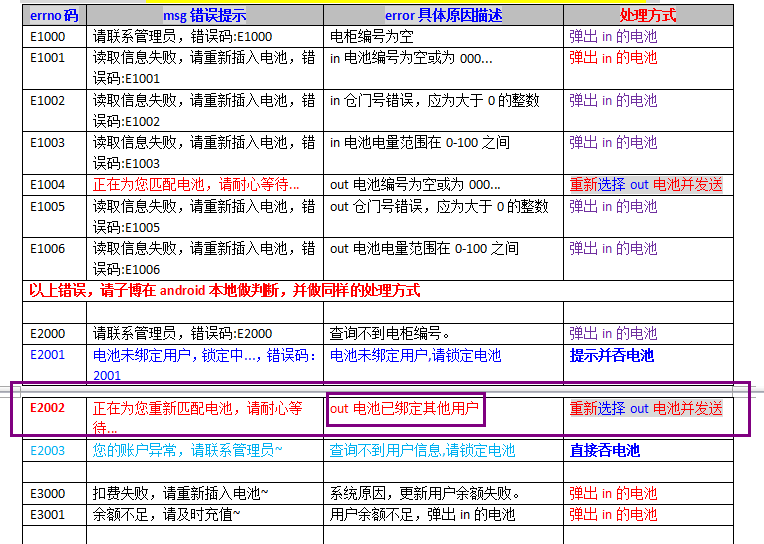 errno 码 msg 错误提示 error 具体原因描述 处理方式
E1000 请联系管理员，错误码:E1000 电柜编号为空 弹出 in 的电池
E1001 读取信息失败，请重新插入电池，错 in 电池编号为空或为 000... 弹出 in 的电池
误码:E1001
E1002 读取信息失败，请重新插入电池，错 in 仓门号错误，应为大于 0 的整数 弹出 in 的电池
误码:E1002
E1003 读取信息失败，请重新插入电池，错 in 电池电量范围在 0-100 之间 弹出 in 的电池
误码:E1003
E1004 正在为您匹配电池，请耐心等待... out 电池编号为空或为 000... 重新选择 out 电池并发送
E1005 读取信息失败，请重新插入电池，错 out 仓门号错误，应为大于 0 的整数 弹出 in 的电池
误码:E1005
E1006 读取信息失败，请重新插入电池，错 out 电池电量范围在 0-100 之间 弹出 in 的电池
误码:E1006
以上错误，请子博在 android 本地做判断，并做同样的处理方式
E2000 请联系管理员，错误码:E2000 查询不到电柜编号。 弹出 in 的电池
E2001 电池未绑定用户，锁定中...，错误码： 电池未绑定用户,请锁定电池 提示并吞电池
2001
E2002 正在为您重新匹配电池，请耐心等 out 电池已绑定其他用户 重新选择 out 电池并发送
待...
E2003 您的账户异常，请联系管理员~ 查询不到用户信息,请锁定电池 直接吞电池
E3000 扣费失败，请重新插入电池~ 系统原因，更新用户余额失败。 弹出 in 的电池
E3001 余额不足，请及时充值~ 用户余额不足，弹出 in 的电池 弹出 in 的电池